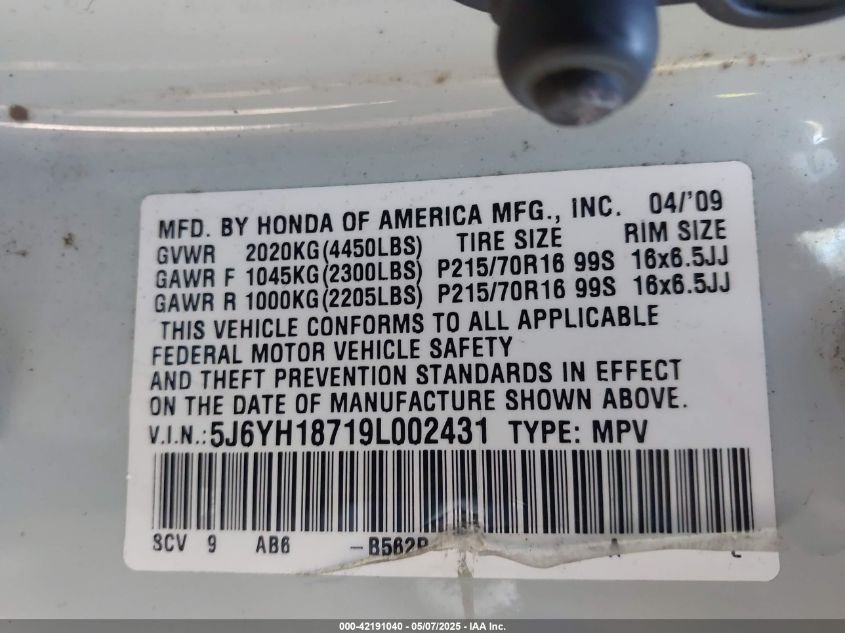 MFD. BY HONDA OF AMERICA MFG., INC. 04/'09
GVWR 2020KG(4450LBS) TIRE SIZE RIM SIZE
GAWR F 1045KG(2300LBS) P215/70R16 99S 16x6.5JJ
GAWR R 1000KG(2205LBS) P215/70R16 99S 16x6.5JJ
THIS VEHICLE CONFORMS TO ALL APPLICABLE
FEDERAL MOTOR VEHICLE SAFETY
AND THEFT PREVENTION STANDARDS IN EFFECT
ON THE DATE OF MANUFACTURE SHOWN ABOVE.
V.I.N.:5J6YH18719L002431 TYPE: MPV
SCV 9 AB6
000-42191040 - 05/07/2025 - IAA Inc.